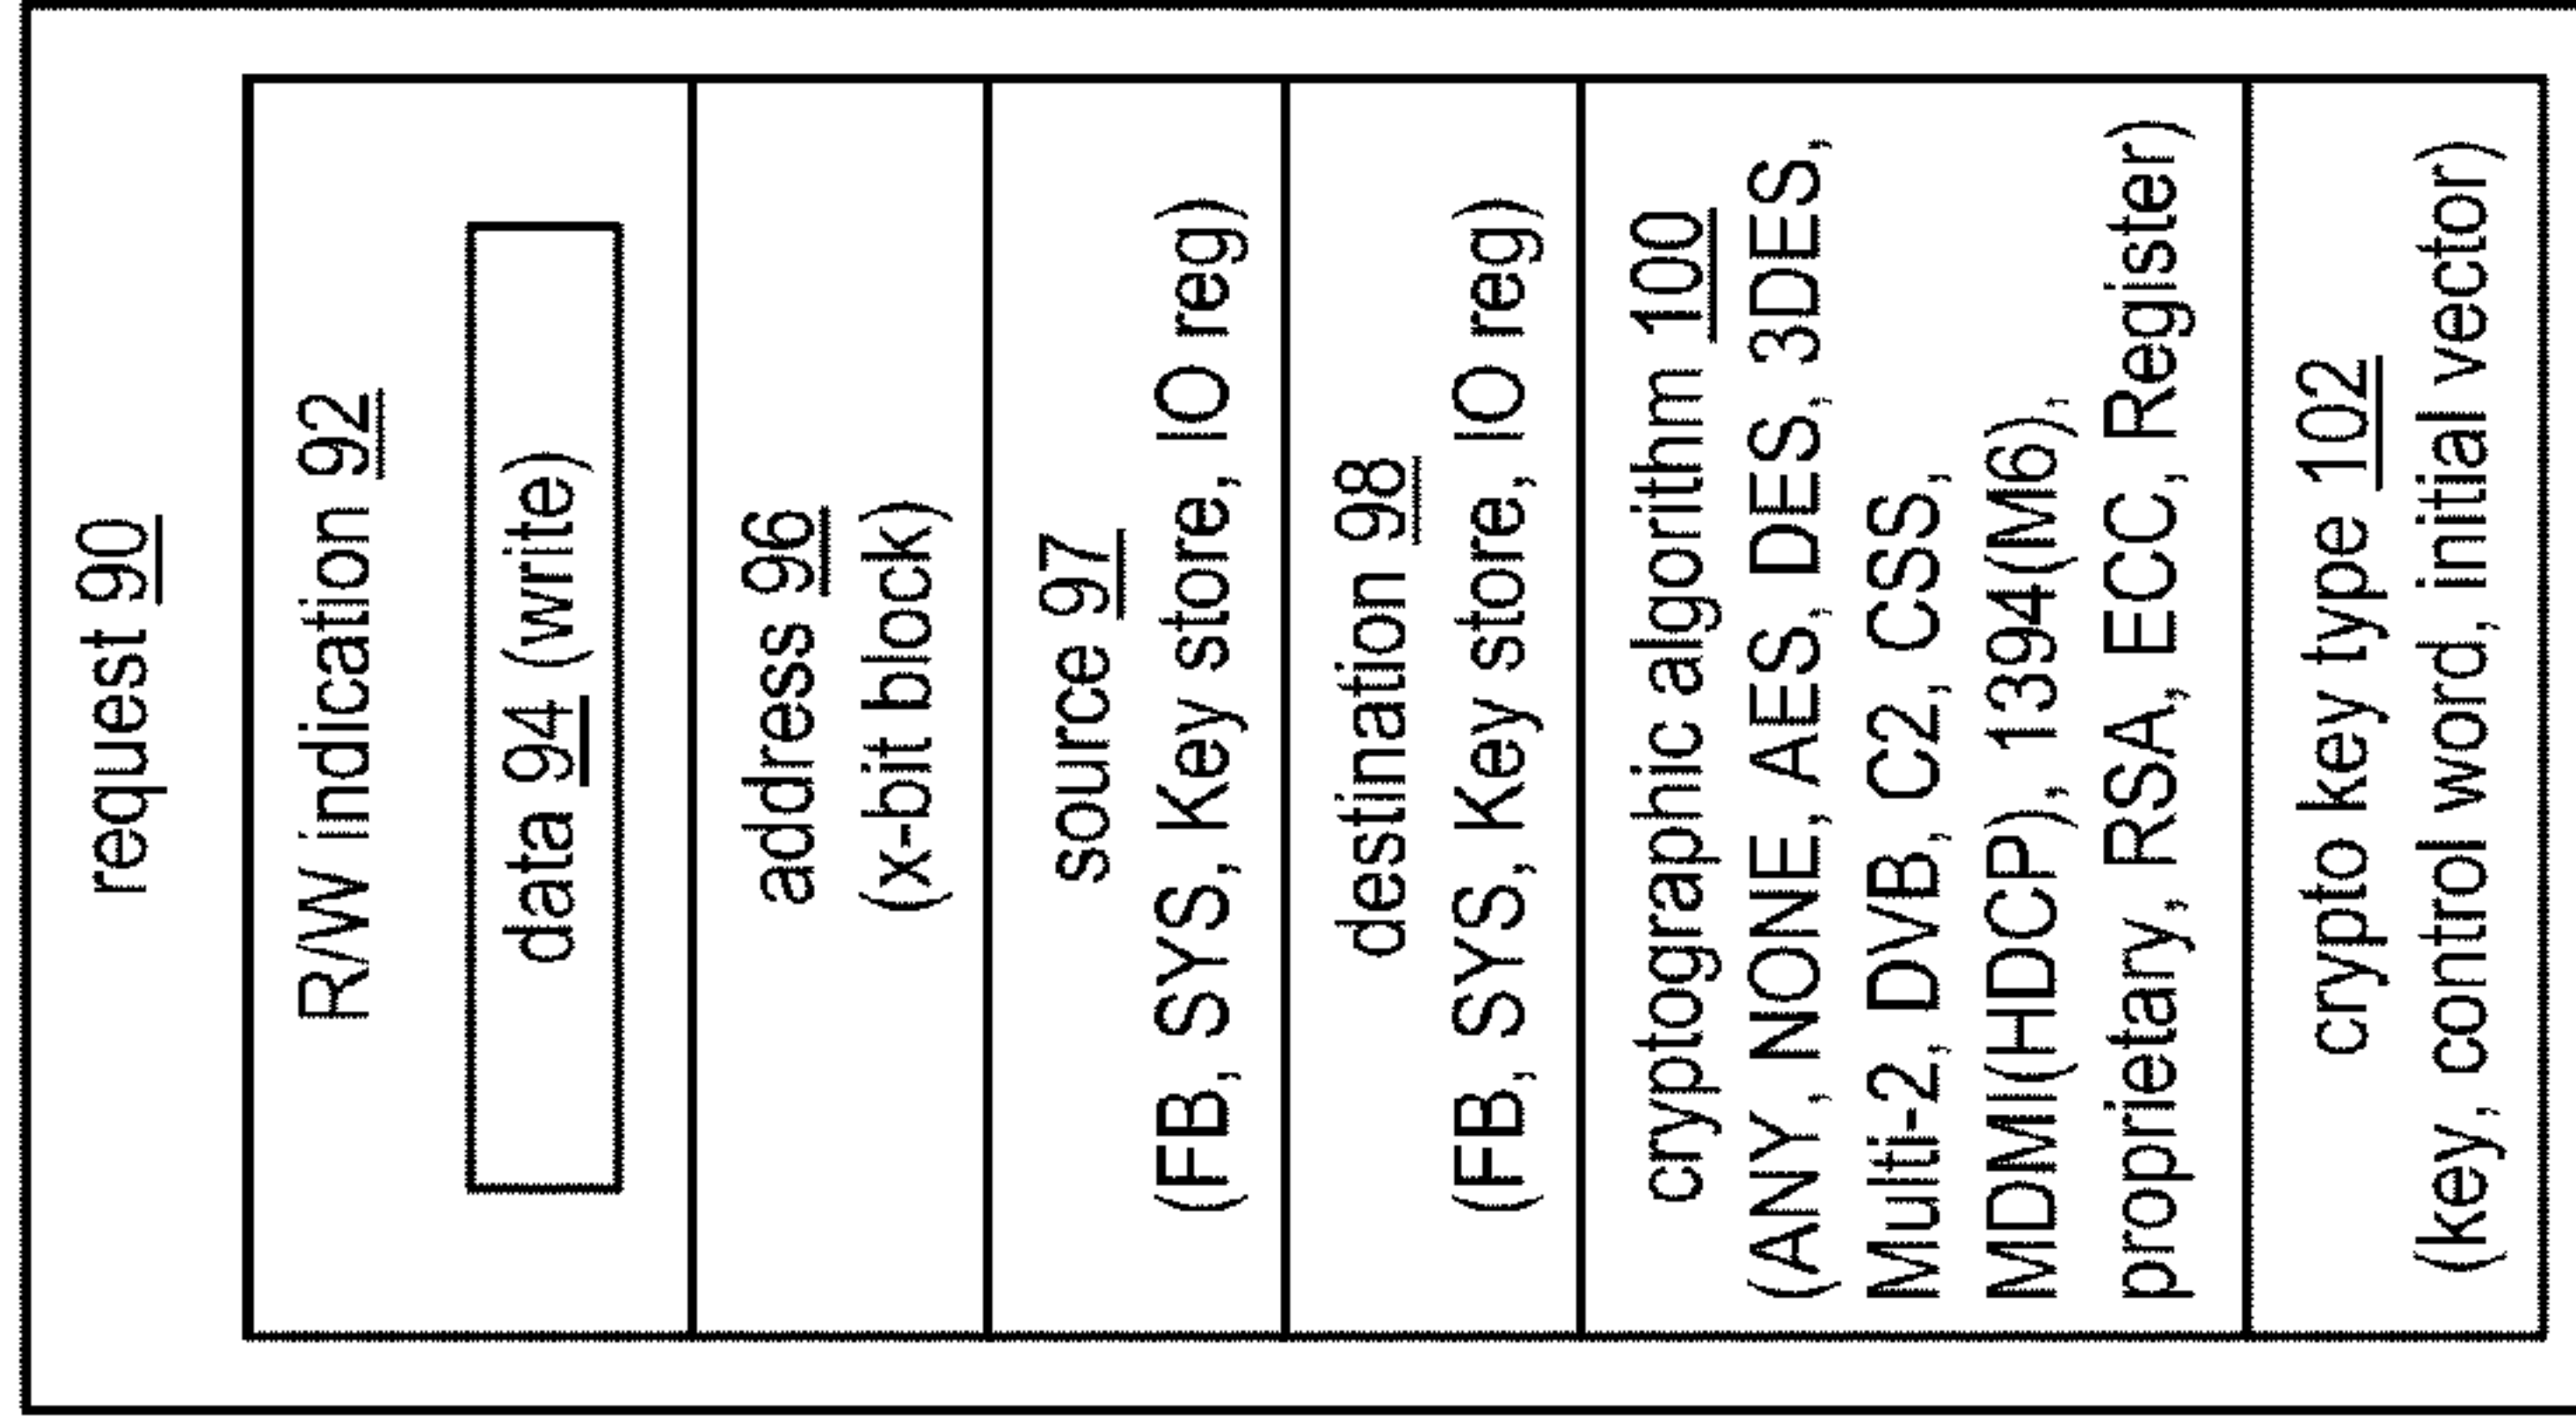 request 90
R/W indication 92
data 94 (write)
address 96
(x-bit block)
source 97
(FB, SYS, Key store, IO reg)
destination 98
(FB, SYS, Key store, IO reg)
cryptographic algorithm 100
(ANY, NONE, AES, DES, 3DES,
Multi-2, DVB, C2, CSS,
MDMI(HDCP), 1394(M6),
proprietary, RSA, ECC, Register)
crypto key type 102
(key, control word, initial vector)